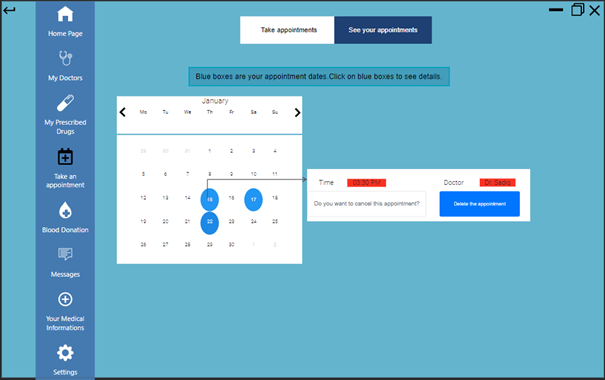 Take appointments
See your appointments
Home Page
My Doctors
My Prescribed
Drugs
Take an
appointment
Blood Donation
Messages
Your Medical
Informations
Settings
Blue boxes are your appointment dates.Click on blue boxes to see details.
January
Mo Tu We Th Fr Sa Su
29 30 31 1 2 3 4
5 6 7 8 9 10 11
12 13 14 15 16 17 18
19 20 21 22 23 24 25
26 27 28 29 30 1 2
Time 03:30 PM Doctor Dr. Sadic
Do you want to cancel this appointment? Delete the appointment